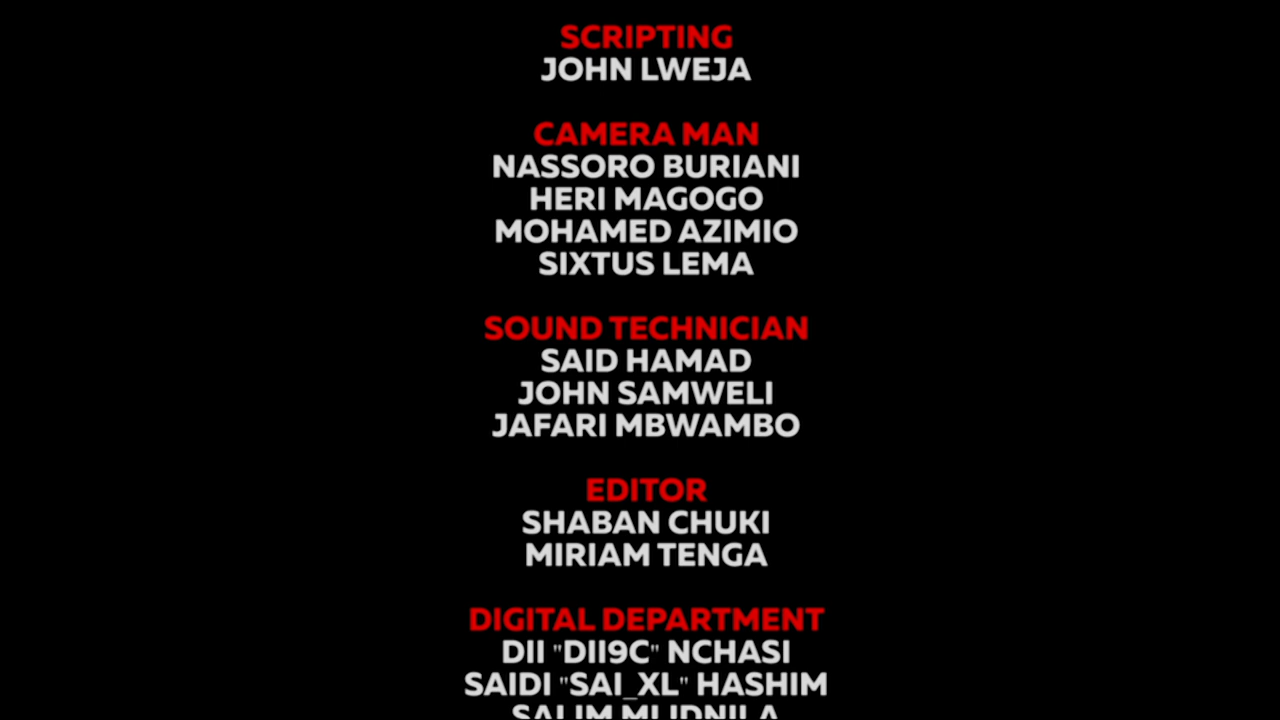 SCRIPTING
JOHN LWEJA
CAMERA MAN
NASSORO BURIANI
HERI MAGOGO
MOHAMED AZIMIO
SIXTUS LEMA
SOUND TECHNICIAN
SAID HAMAD
JOHN SAMWELI
JAFARI MBWAMBO
EDITOR
SHABAN CHUKI
MIRIAM TENGA
DIGITAL DEPARTMENT
DII "DII9C" NCHASI
SAIDI "SAI_XL" HASHIM
SALIM